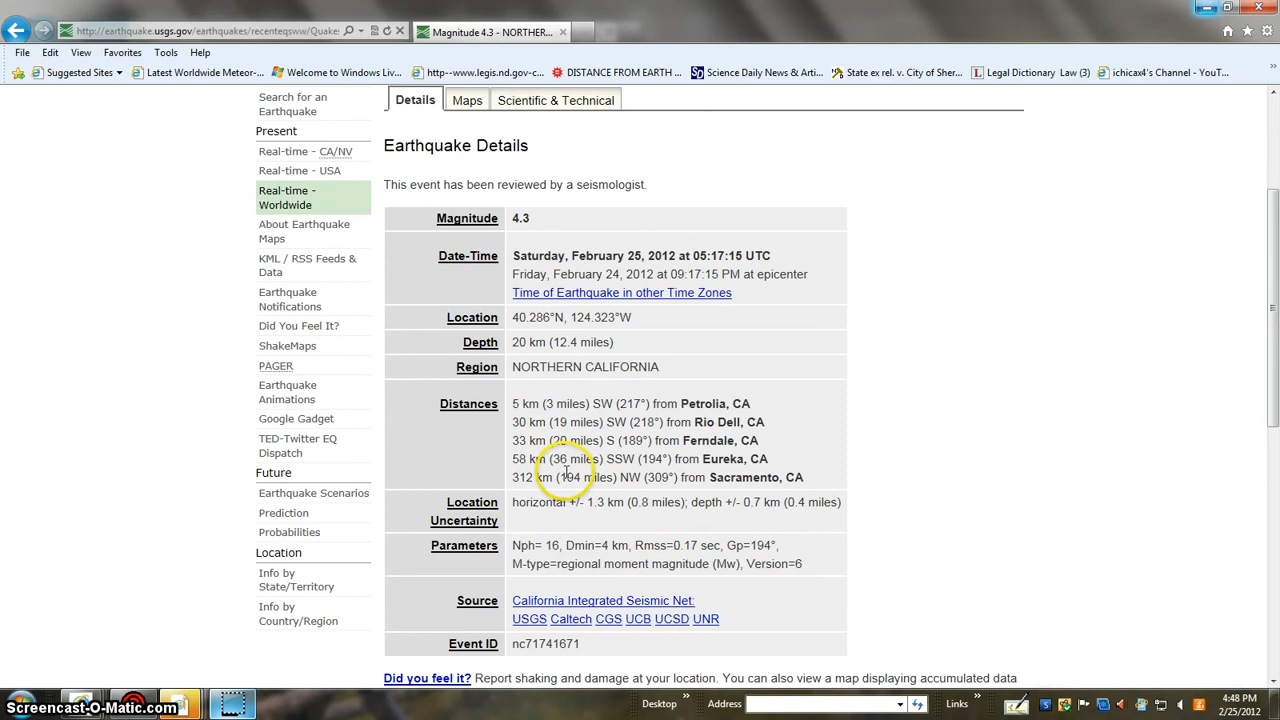 http://earthquake.usgs.gov/earthquakes/recenteqsww/Quake
Magnitude 4.3 - NORTHER...
File Edit View Favorites Tools Help
Suggested Sites
Latest Worldwide Meteor-...
Welcome to Windows Liv...
http--www.legis.nd.gov-c...
DISTANCE FROM EARTH ...
Science Daily News & Arti...
State ex rel. v. City of Sher...
Legal Dictionary Law (3)
ichicax4's Channel - YouT...
Search for an
Earthquake
Present
Real-time - CA/NV
Real-time - USA
Real-time -
Worldwide
About Earthquake
Maps
KML / RSS Feeds &
Data
Earthquake
Notifications
Did You Feel It?
ShakeMaps
PAGER
Earthquake
Animations
Google Gadget
TED-Twitter EQ
Dispatch
Future
Earthquake Scenarios
Prediction
Probabilities
Location
Info by
State/Territory
Info by
Country/Region
Details Maps Scientific & Technical
Earthquake Details
This event has been reviewed by a seismologist.
Magnitude 4.3
Date-Time Saturday, February 25, 2012 at 05:17:15 UTC
Friday, February 24, 2012 at 09:17:15 PM at epicenter
Time of Earthquake in other Time Zones
Location 40.286°N, 124.323°W
Depth 20 km (12.4 miles)
Region NORTHERN CALIFORNIA
Distances 5 km (3 miles) SW (217°) from Petrolia, CA
30 km (19 miles) SW (218°) from Rio Dell, CA
33 km (20 miles) S (189°) from Ferndale, CA
58 km (36 miles) SSW (194°) from Eureka, CA
312 km (194 miles) NW (309°) from Sacramento, CA
Location Uncertainty horizontal +/- 1.3 km (0.8 miles); depth +/- 0.7 km (0.4 miles)
Parameters Nph= 16, Dmin=4 km, Rmss=0.17 sec, Gp=194°,
M-type=regional moment magnitude (Mw), Version=6
Source California Integrated Seismic Net:
USGS Caltech CGS UCB UCSD UNR
Event ID nc71741671
Did you feel it? Report shaking and damage at your location. You can also view a map displaying accumulated data
Screencast-O-Matic.com
Desktop Address Links
4:48 PM
2/25/2012